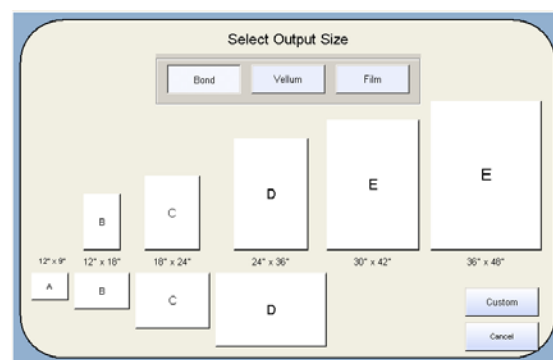 Select Output Size
Bond Vellum Film
B C D E E
12" x 9" 12" x 18" 18" x 24" 24" x 36" 30" x 42" 36" x 48"
A B C D
Custom
Cancel